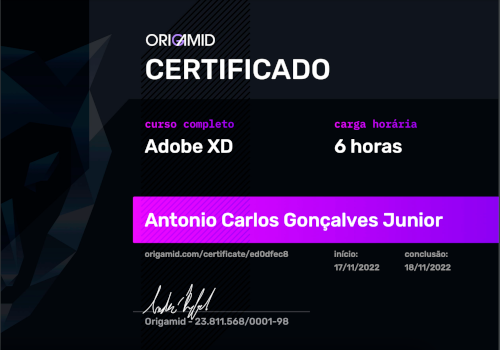 ORIGAMID
CERTIFICADO
curso completo
carga horária
Adobe XD
6 horas
Antonio Carlos Gonçalves Junior
origamid.com/certificate/ed0dfec8
início:
conclusão:
17/11/2022
18/11/2022
Origamid - 23.811.568/0001-98